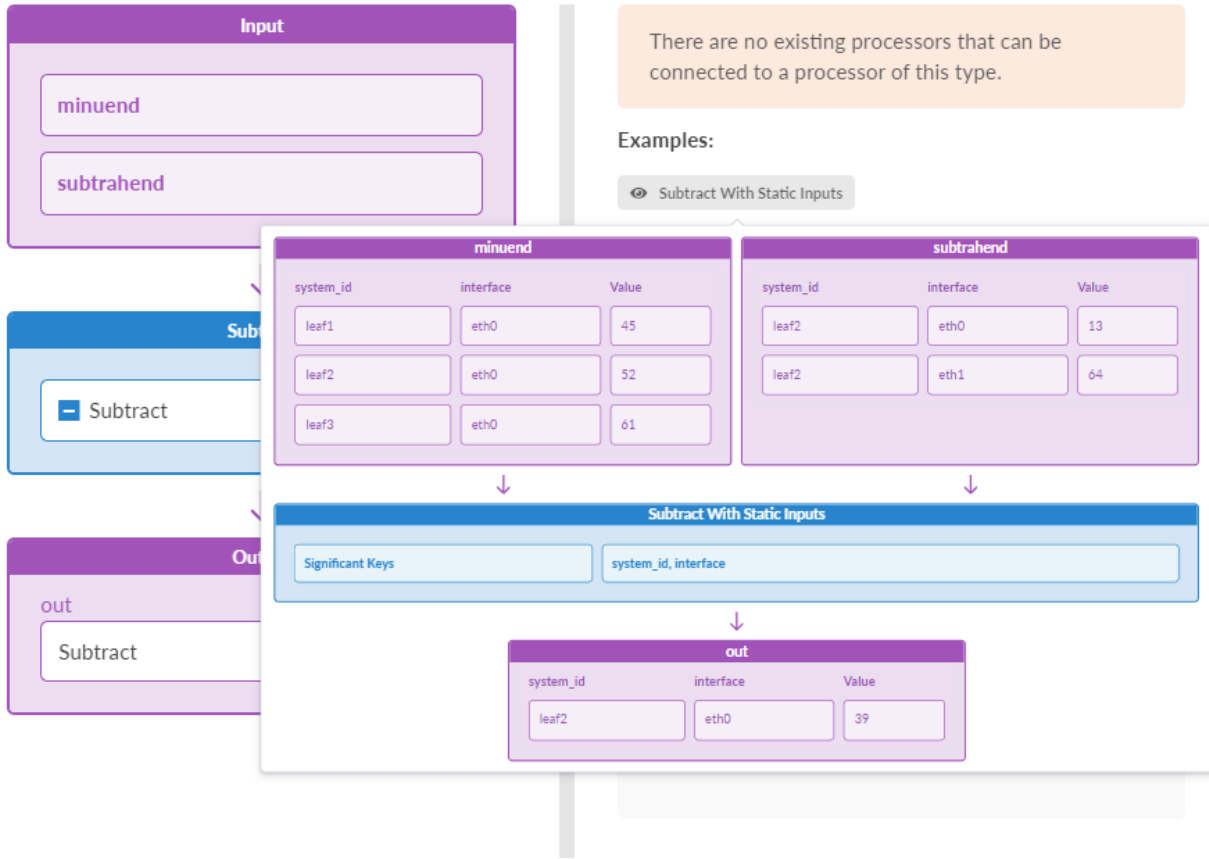 Input
minuend
subtrahend
Subtract
out
Subtract
There are no existing processors that can be
connected to a processor of this type.
Examples:
Subtract With Static Inputs
minuend
system_id interface Value
leaf1 eth0 45
leaf2 eth0 52
leaf3 eth0 61
subtrahend
system_id interface Value
leaf2 eth0 13
leaf2 eth1 64
Subtract With Static Inputs
Significant Keys system_id, interface
out
system_id interface Value
leaf2 eth0 39